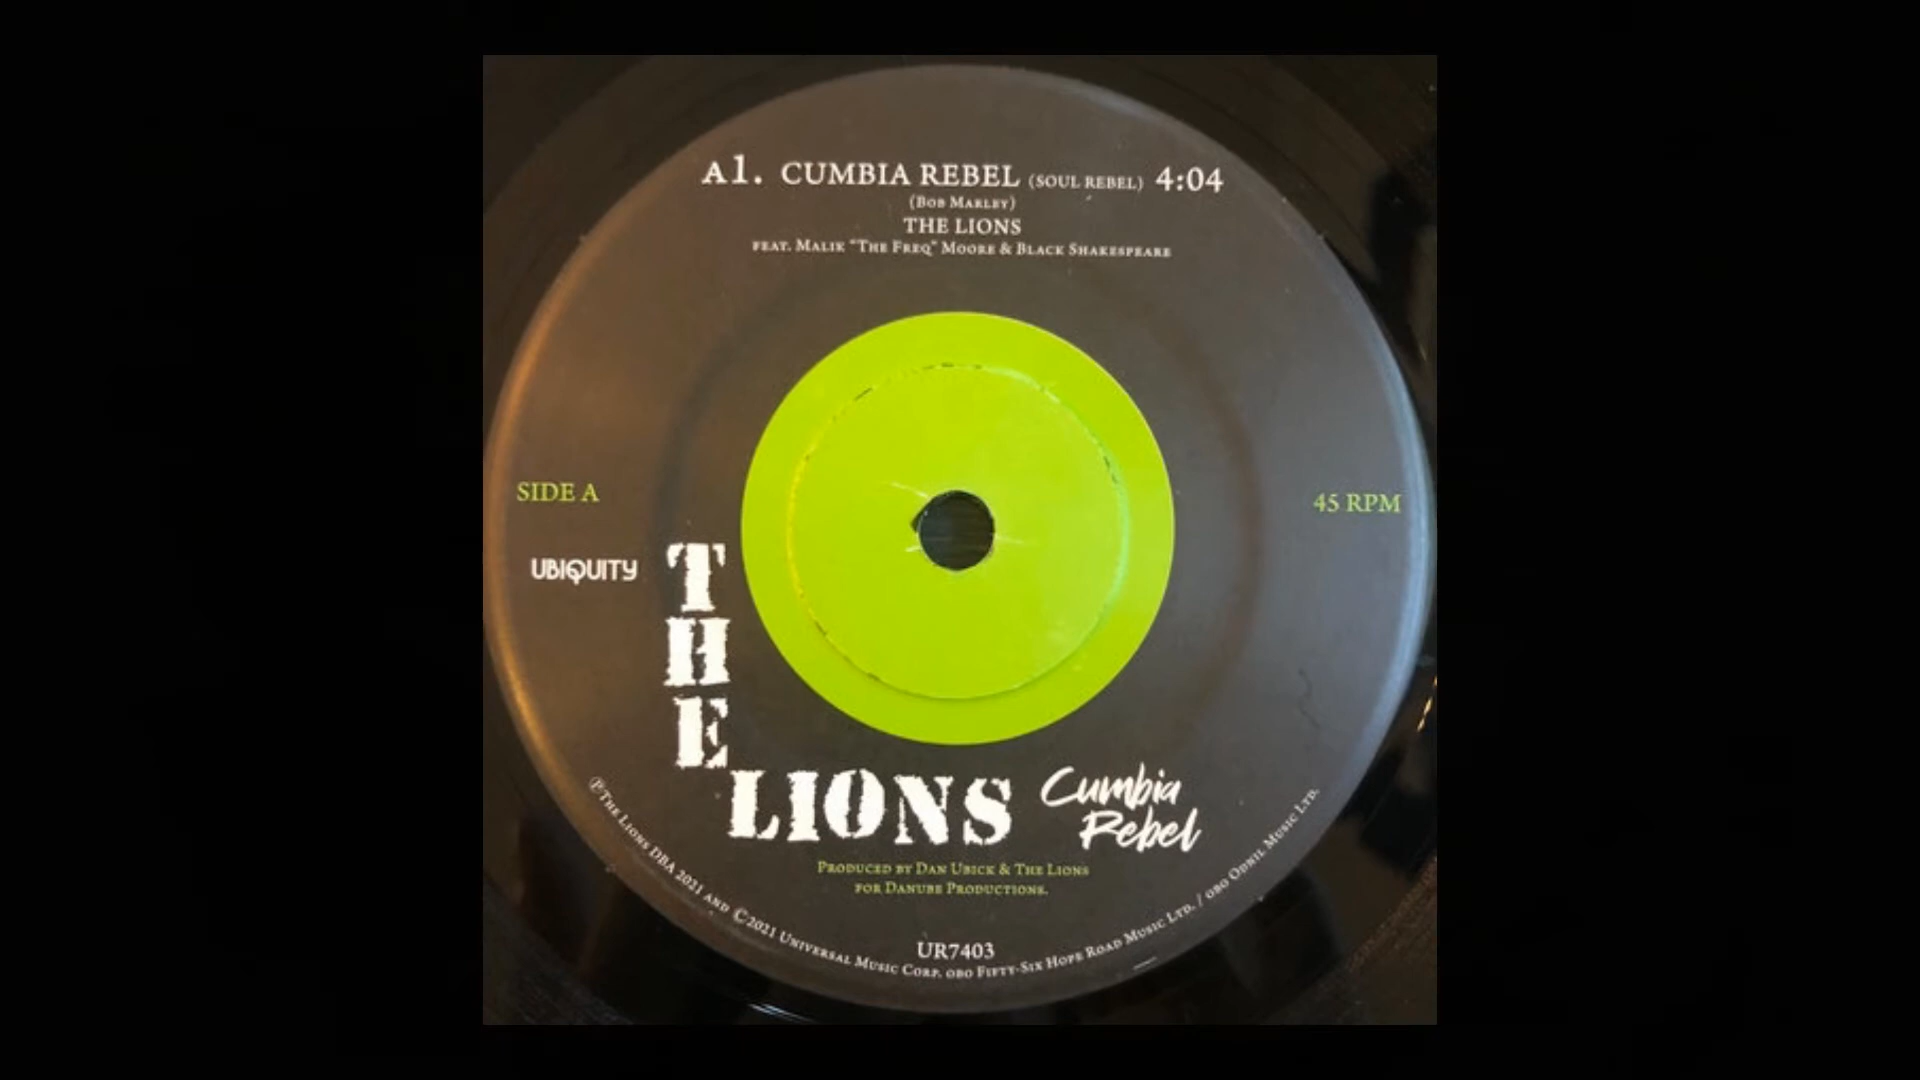 A1. CUMBIA REBEL (SOUL REBEL) 4:04
(BOB MARLEY)
THE LIONS
FEAT. MALIK "THE FREQ" MOORE & BLACK SHAKESPEARE
SIDE A
45 RPM
UBIQUITY
THE
LIONS
Cumbia
Rebel
PRODUCED BY DAN UBICK & THE LIONS
FOR DANUBE PRODUCTIONS.
UR7403
℗THE LIONS DBA 2021 AND ©2021 UNIVERSAL MUSIC CORP. OBO FIFTY-SIX HOPE ROAD MUSIC LTD. / OBO ODNIL MUSIC LTD.